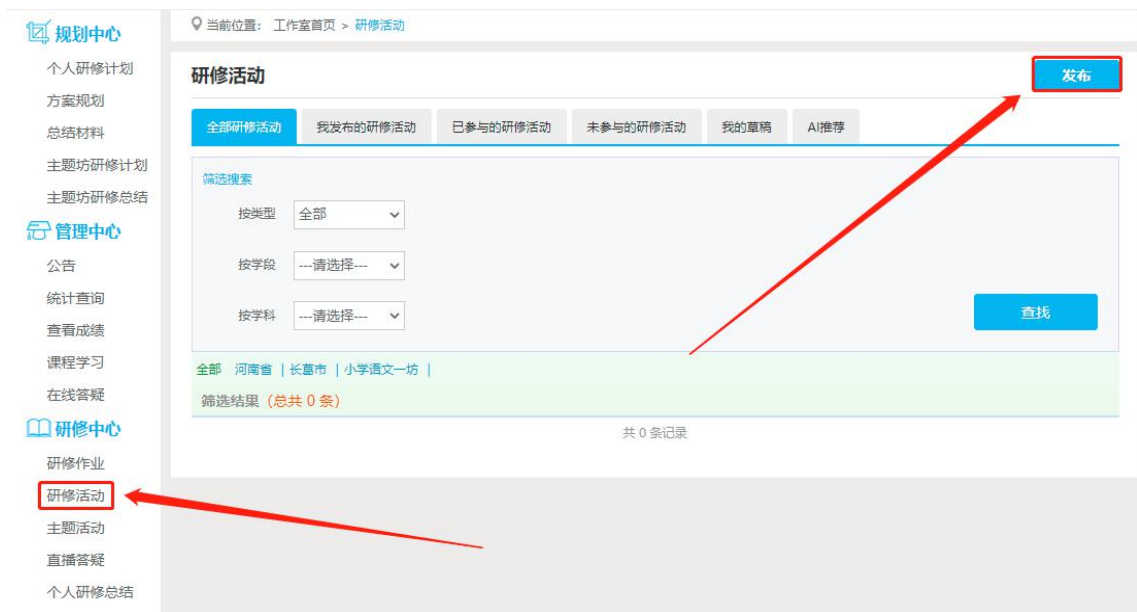 规划中心
个人研修计划
方案规划
总结材料
主题坊研修计划
主题坊研修总结
管理中心
公告
统计查询
查看成绩
课程学习
在线答疑
研修中心
研修作业
研修活动
主题活动
直播答疑
个人研修总结
当前位置： 工作室首页 > 研修活动
研修活动
发布
全部研修活动 我发布的研修活动 已参与的研修活动 未参与的研修活动 我的草稿 AI推荐
筛选搜索
按类型 全部
按学段 ---请选择---
按学科 ---请选择---
查找
全部 河南省 | 长葛市 | 小学语文一坊 |
筛选结果（总共 0 条）
共 0 条记录